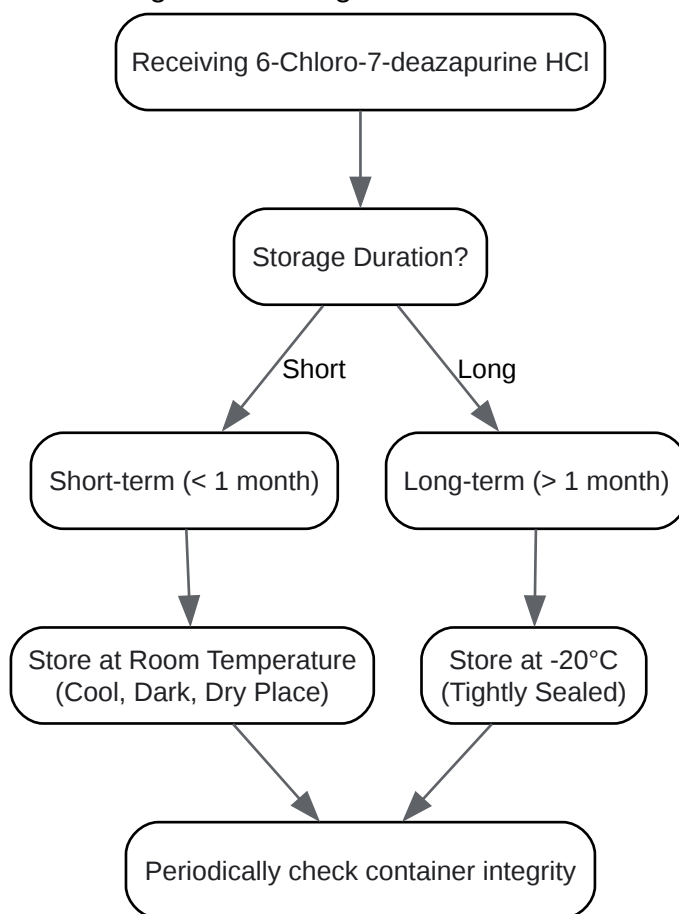 Receiving 6-Chloro-7-deazapurine HCl
Storage Duration?
Short
Long
Short-term (< 1 month)
Long-term (> 1 month)
Store at Room Temperature
(Cool, Dark, Dry Place)
Store at -20°C
(Tightly Sealed)
Periodically check container integrity